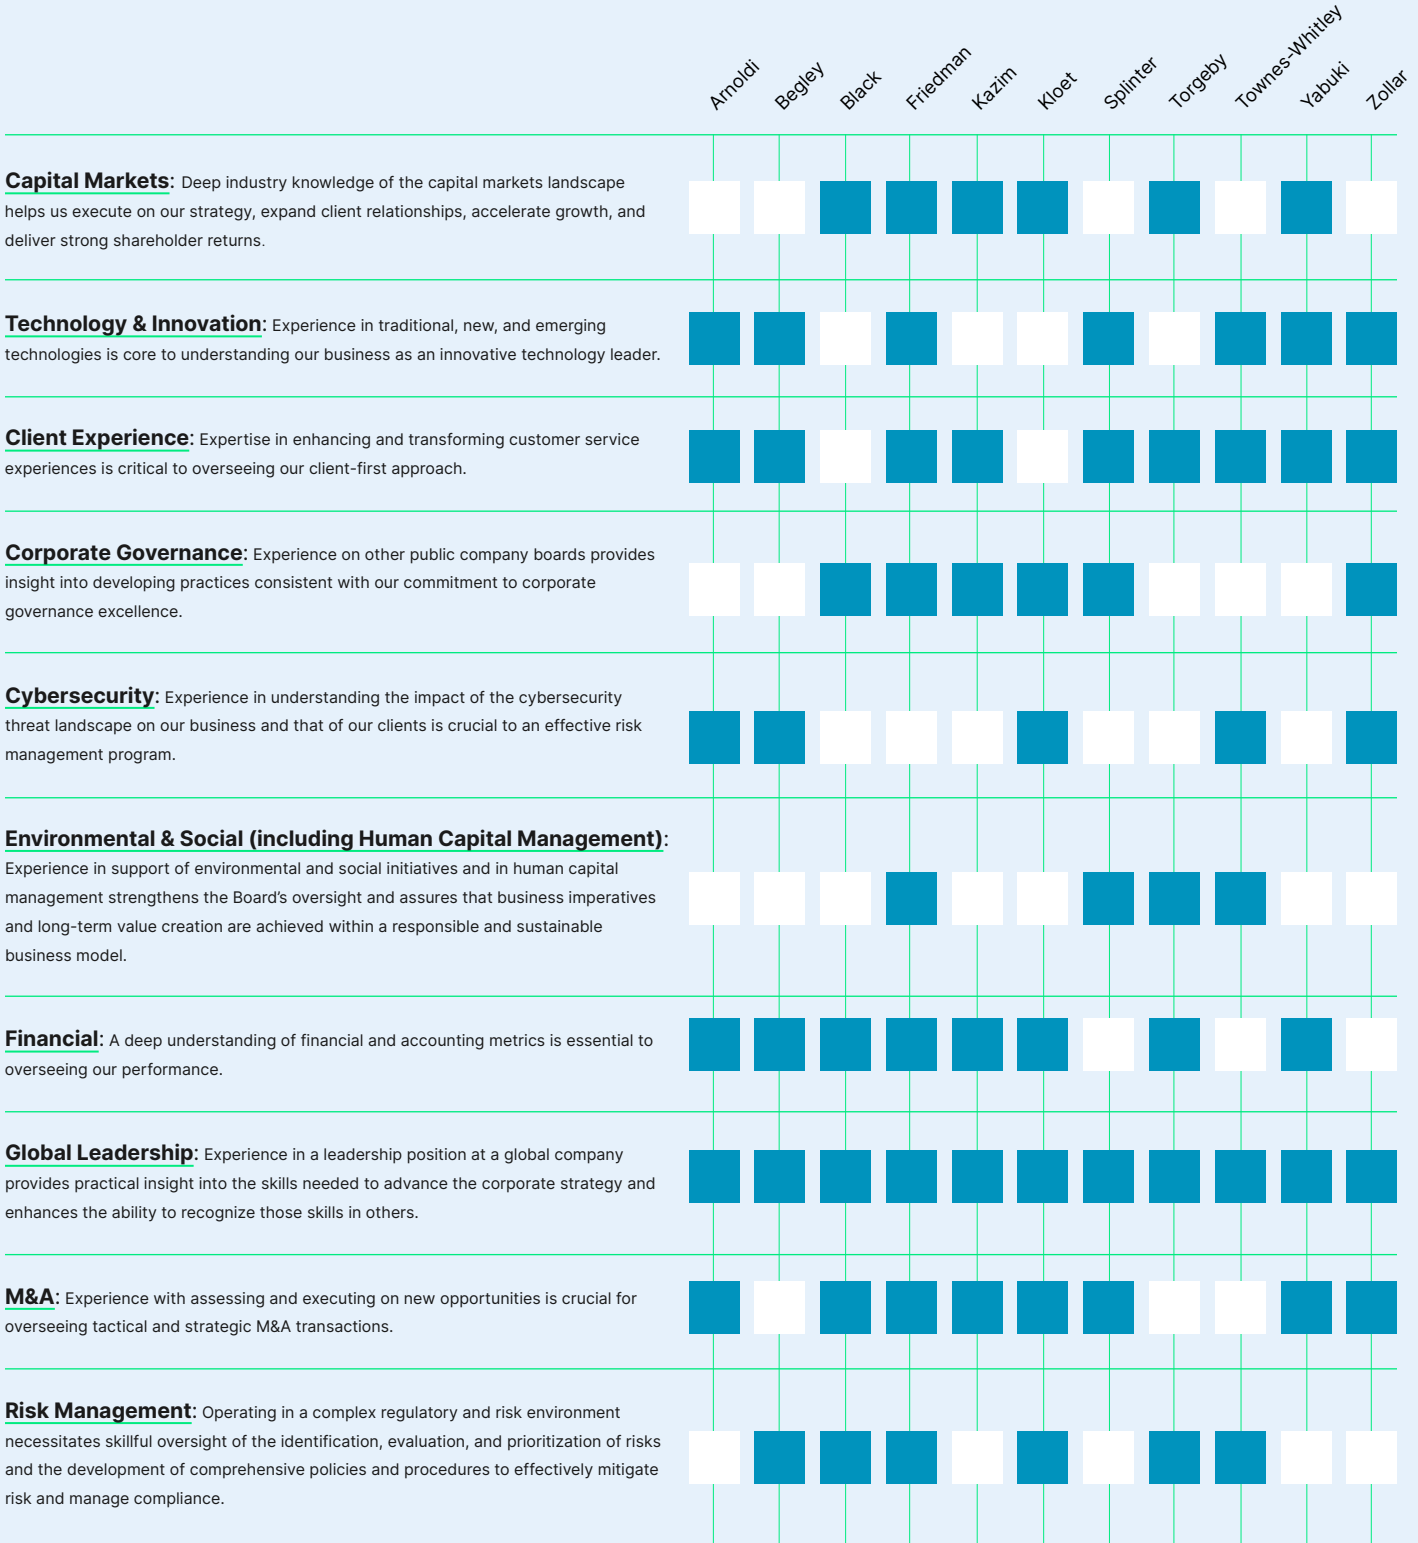 Arnoldi
Begley
Black
Friedman
Kazim
Kloet
Splinter
Torgeby
Townes-Whitley
Yabuki
Zollar
Capital Markets: Deep industry knowledge of the capital markets landscape
helps us execute on our strategy, expand client relationships, accelerate growth, and
deliver strong shareholder returns.
Technology & Innovation: Experience in traditional, new, and emerging
technologies is core to understanding our business as an innovative technology leader.
Client Experience: Expertise in enhancing and transforming customer service
experiences is critical to overseeing our client-first approach.
Corporate Governance: Experience on other public company boards provides
insight into developing practices consistent with our commitment to corporate
governance excellence.
Cybersecurity: Experience in understanding the impact of the cybersecurity
threat landscape on our business and that of our clients is crucial to an effective risk
management program.
Environmental & Social (including Human Capital Management):
Experience in support of environmental and social initiatives and in human capital
management strengthens the Board’s oversight and assures that business imperatives
and long-term value creation are achieved within a responsible and sustainable
business model.
Financial: A deep understanding of financial and accounting metrics is essential to
overseeing our performance.
Global Leadership: Experience in a leadership position at a global company
provides practical insight into the skills needed to advance the corporate strategy and
enhances the ability to recognize those skills in others.
M&A: Experience with assessing and executing on new opportunities is crucial for
overseeing tactical and strategic M&A transactions.
Risk Management: Operating in a complex regulatory and risk environment
necessitates skillful oversight of the identification, evaluation, and prioritization of risks
and the development of comprehensive policies and procedures to effectively mitigate
risk and manage compliance.